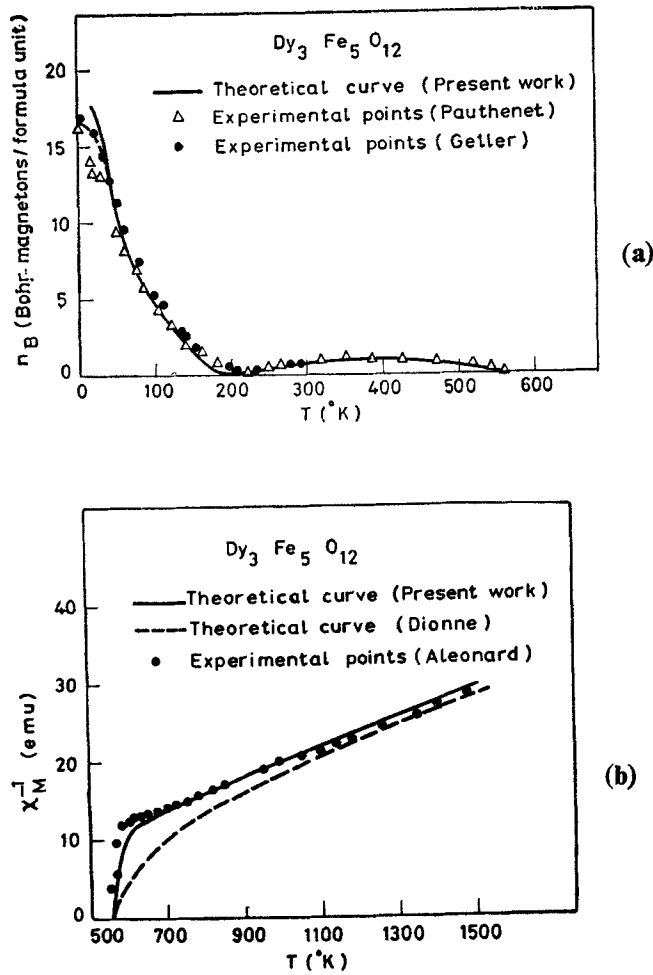 Dy3 Fe5 O12
Theoretical curve (Present work)
Experimental points (Pauthenet)
Experimental points (Geller)
nB (Bohr-magnetons/formula unit)
20
15
10
5
0
0 100 200 300 400 500 600
T (°K)
(a)
Dy3 Fe5 O12
Theoretical curve (Present work)
Theoretical curve (Dionne)
Experimental points (Aleonard)
χM-1 (emu)
40
30
20
10
0
500 700 900 1100 1300 1500
T (°K)
(b)